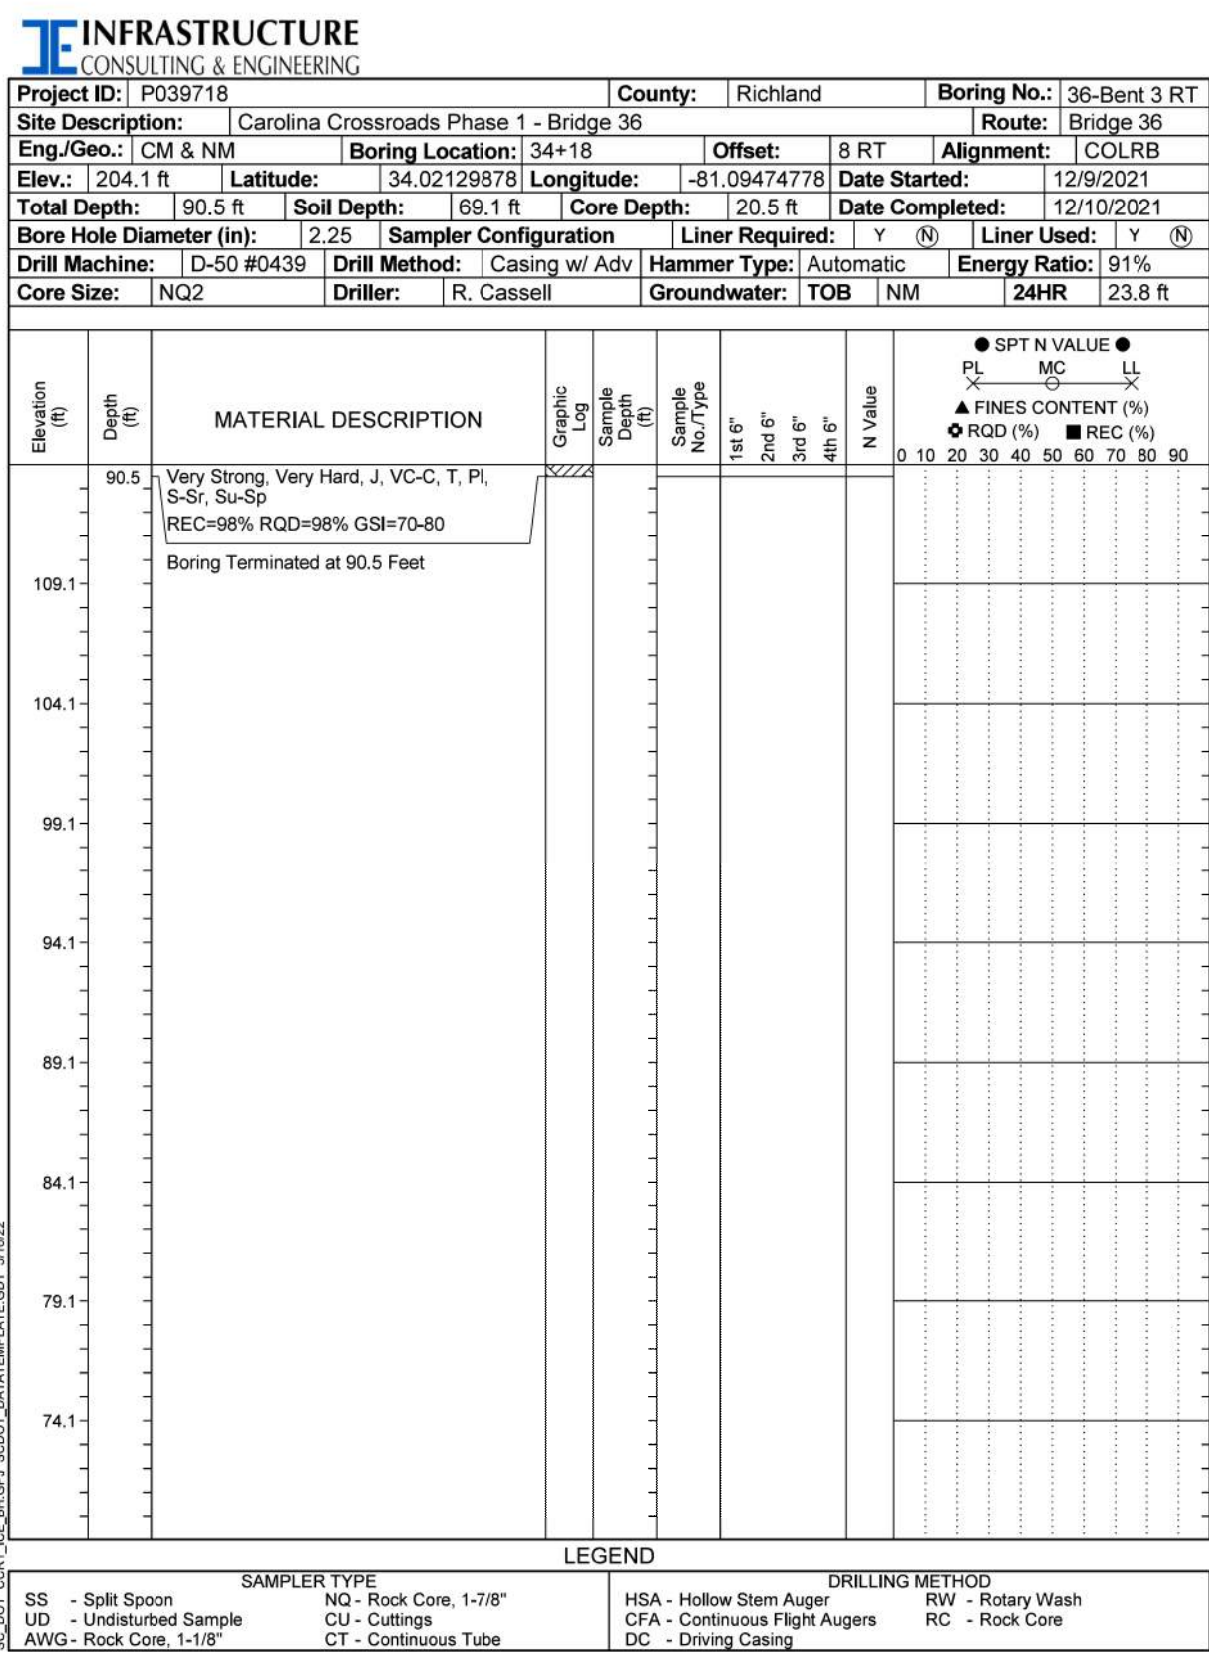 INFRASTRUCTURE
CONSULTING & ENGINEERING
Project ID: P039718 County: Richland Boring No.: 36-Bent 3 RT
Site Description: Carolina Crossroads Phase 1 - Bridge 36 Route: Bridge 36
Eng./Geo.: CM & NM Boring Location: 34+18 Offset: 8 RT Alignment: COLRB
Elev.: 204.1 ft Latitude: 34.02129878 Longitude: -81.09474778 Date Started: 12/9/2021
Total Depth: 90.5 ft Soil Depth: 69.1 ft Core Depth: 20.5 ft Date Completed: 12/10/2021
Bore Hole Diameter (in): 2.25 Sampler Configuration Liner Required: Y N Liner Used: Y N
Drill Machine: D-50 #0439 Drill Method: Casing w/ Adv Hammer Type: Automatic Energy Ratio: 91%
Core Size: NQ2 Driller: R. Cassell Groundwater: TOB NM 24HR 23.8 ft
Elevation (ft)
Depth (ft)
MATERIAL DESCRIPTION
Graphic Log
Sample Depth (ft)
Sample No./Type
1st 6"
2nd 6"
3rd 6"
4th 6"
N Value
● SPT N VALUE ●
PL MC LL
▲ FINES CONTENT (%)
RQD (%) ■ REC (%)
0 10 20 30 40 50 60 70 80 90
90.5 Very Strong, Very Hard, J, VC-C, T, Pl,
S-Sr, Su-Sp
REC=98% RQD=98% GSI=70-80
Boring Terminated at 90.5 Feet
109.1
104.1
99.1
94.1
89.1
84.1
79.1
74.1
LEGEND
SAMPLER TYPE
SS - Split Spoon NQ - Rock Core, 1-7/8"
UD - Undisturbed Sample CU - Cuttings
AWG - Rock Core, 1-1/8" CT - Continuous Tube
DRILLING METHOD
HSA - Hollow Stem Auger RW - Rotary Wash
CFA - Continuous Flight Augers RC - Rock Core
DC - Driving Casing